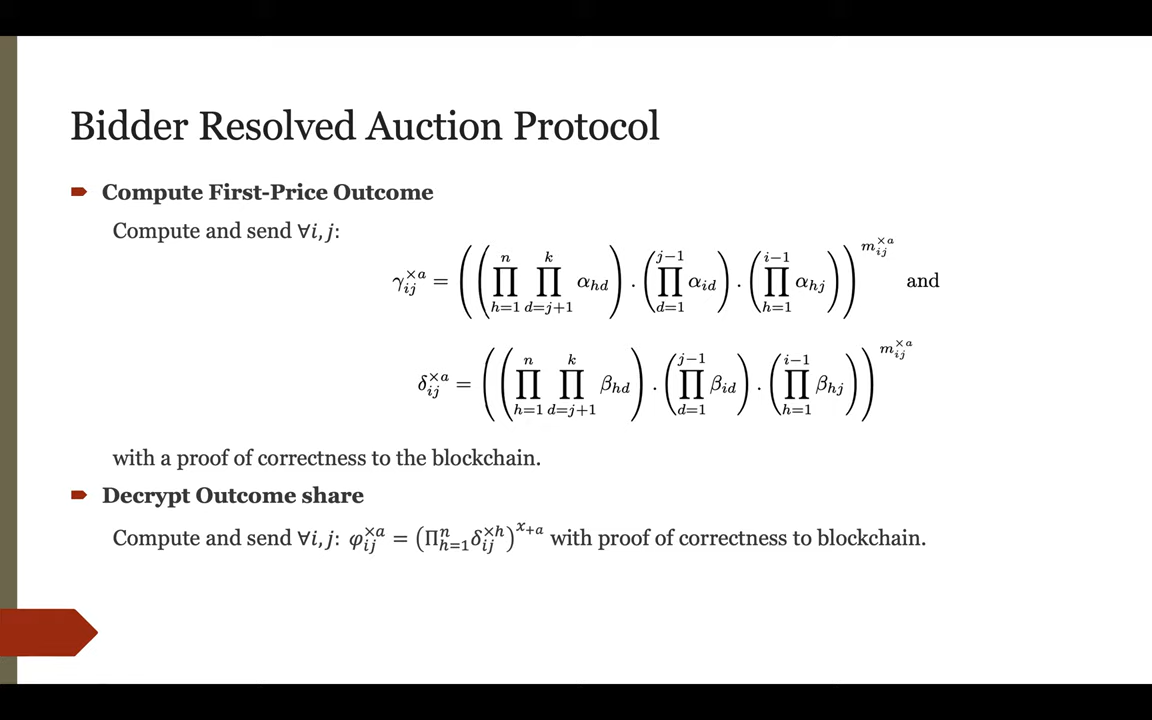 Bidder Resolved Auction Protocol
Compute First-Price Outcome
Compute and send ∀i, j:
γ_{ij}^{×a} = ((∏_{h=1}^{n} ∏_{d=j+1}^{k} α_{hd}) · (∏_{d=1}^{j−1} α_{id}) · (∏_{h=1}^{i−1} α_{hj}))^{m_{ij}^{×a}} and
δ_{ij}^{×a} = ((∏_{h=1}^{n} ∏_{d=j+1}^{k} β_{hd}) · (∏_{d=1}^{j−1} β_{id}) · (∏_{h=1}^{i−1} β_{hj}))^{m_{ij}^{×a}}
with a proof of correctness to the blockchain.
Decrypt Outcome share
Compute and send ∀i, j: φ_{ij}^{×a} = (Π_{h=1}^{n} δ_{ij}^{×h})^{x_{+a}} with proof of correctness to blockchain.